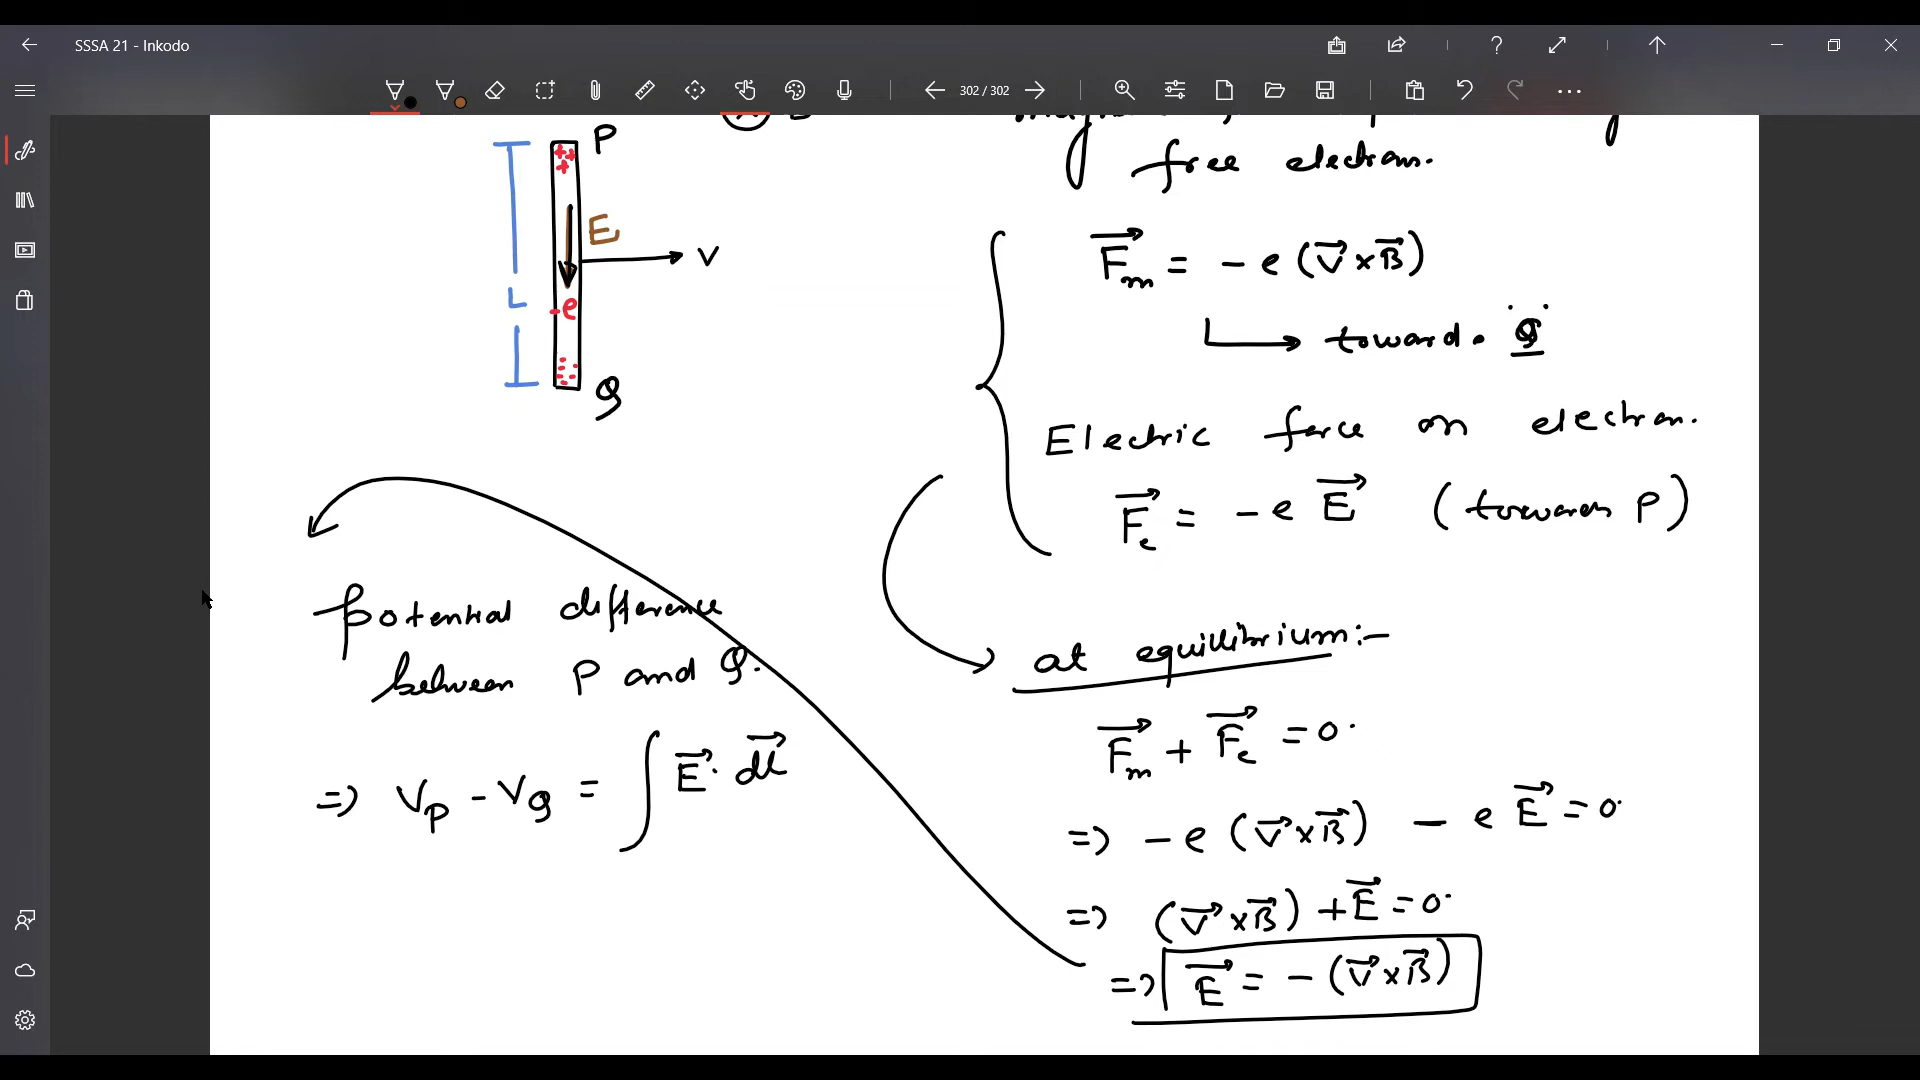 SSSA 21 - Inkodo
302 / 302
P
free electron.
E
V
L
-e
Q
F⃗m = - e (V⃗ × B⃗)
→ towards Q
Electric force on electron.
F⃗e = - e E⃗ (towards P)
potential difference
between P and Q.
⇒ VP - VQ = ∫ E⃗ . dl⃗
at equillibrium :-
F⃗m + F⃗e = 0.
⇒ - e (V⃗ × B⃗) - e E⃗ = 0.
⇒ (V⃗ × B⃗) + E⃗ = 0.
⇒ E⃗ = - (V⃗ × B⃗)